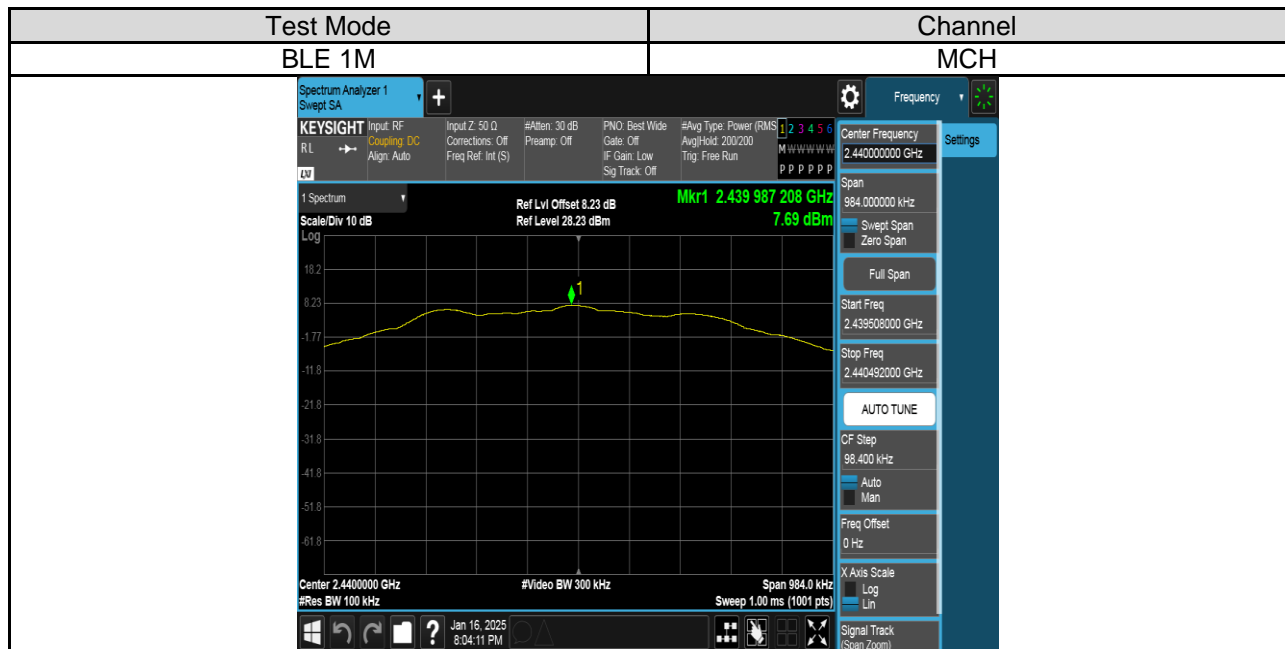 Test Mode
Channel
BLE 1M
MCH
Spectrum Analyzer 1
Swept SA
+
Frequency
KEYSIGHT
RL
LXI
Input: RF
Coupling: DC
Align: Auto
Input Z: 50 Ω
Corrections: Off
Freq Ref: Int (S)
#Atten: 30 dB
Preamp: Off
PNO: Best Wide
Gate: Off
IF Gain: Low
Sig Track: Off
#Avg Type: Power (RMS
Avg|Hold: 200/200
Trig: Free Run
1 2 3 4 5 6
M W W W W W
P P P P P P
1 Spectrum
Scale/Div 10 dB
Log
Ref Lvl Offset 8.23 dB
Ref Level 28.23 dBm
Mkr1 2.439 987 208 GHz
7.69 dBm
18.2
8.23
-1.77
-11.8
-21.8
-31.8
-41.8
-51.8
-61.8
1
Center 2.4400000 GHz
#Res BW 100 kHz
#Video BW 300 kHz
Span 984.0 kHz
Sweep 1.00 ms (1001 pts)
Center Frequency
2.440000000 GHz
Span
984.000000 kHz
Swept Span
Zero Span
Full Span
Start Freq
2.439508000 GHz
Stop Freq
2.440492000 GHz
AUTO TUNE
CF Step
98.400 kHz
Auto
Man
Freq Offset
0 Hz
X Axis Scale
Log
Lin
Signal Track
(Span Zoom)
Settings
?
Jan 16, 2025
8:04:11 PM